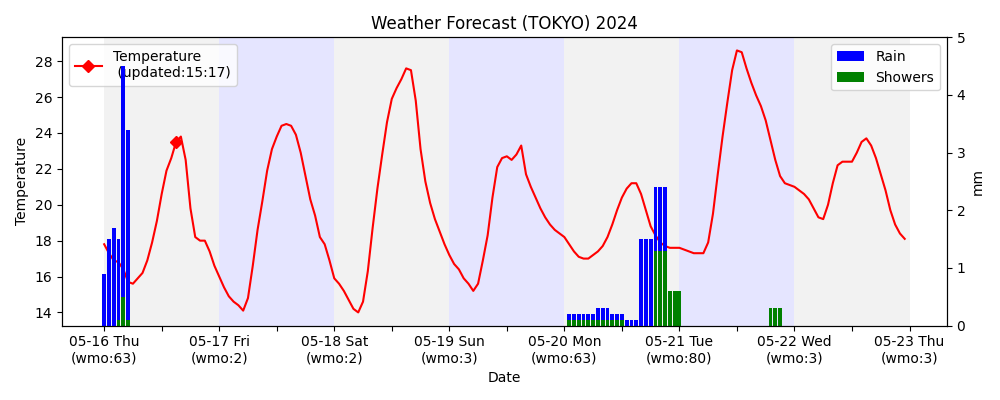 Weather Forecast (TOKYO) 2024
Temperature
(updated:15:17)
Rain
Showers
Temperature
28
26
24
22
20
18
16
14
5
4
3
2
1
0
mm
05-16 Thu
(wmo:63)
05-17 Fri
(wmo:2)
05-18 Sat
(wmo:2)
05-19 Sun
(wmo:3)
05-20 Mon
(wmo:63)
05-21 Tue
(wmo:80)
05-22 Wed
(wmo:3)
05-23 Thu
(wmo:3)
Date